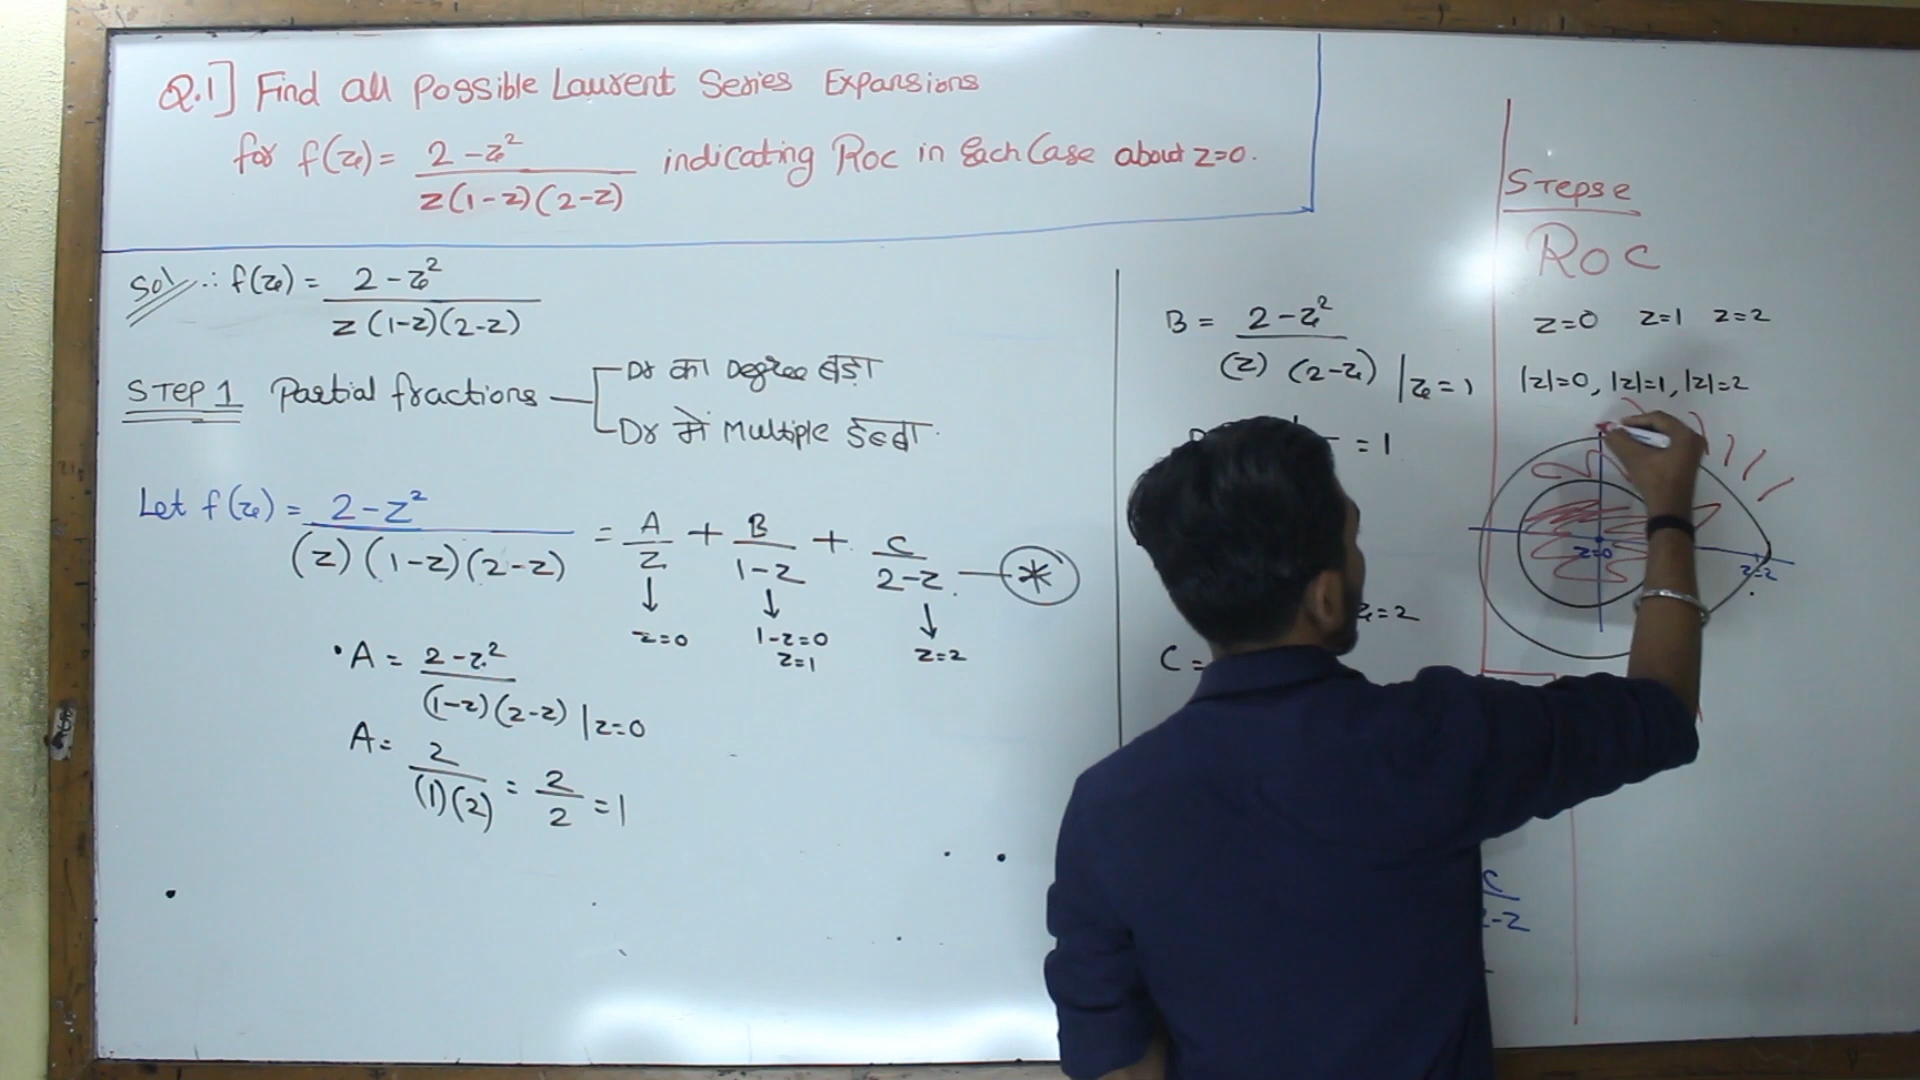 Q.1] Find all Possible Laurent Series Expansions
for f(z) = 2-z² / z(1-z)(2-z) indicating Roc in Each Case about z=0.
Sol ∴ f(z) = 2-z² / z(1-z)(2-z)
STEP 1 Partial fractions
Dr का Degree बड़ा
Dr में Multiple
Let f(z) = 2-z² / (z)(1-z)(2-z) = A/z + B/1-z + C/2-z — *
↓ ↓ ↓
z=0 1-z=0 z=2
z=1
• A = 2-z² / (1-z)(2-z) | z=0
A = 2 / (1)(2) = 2/2 = 1
B = 2-z² / (z) (2-z) | z=1
= 1
z=2
C =
Steps
Roc
z=0 z=1 z=2
|z|=0, |z|=1, |z|=2
z=0
z=2
C
2-z